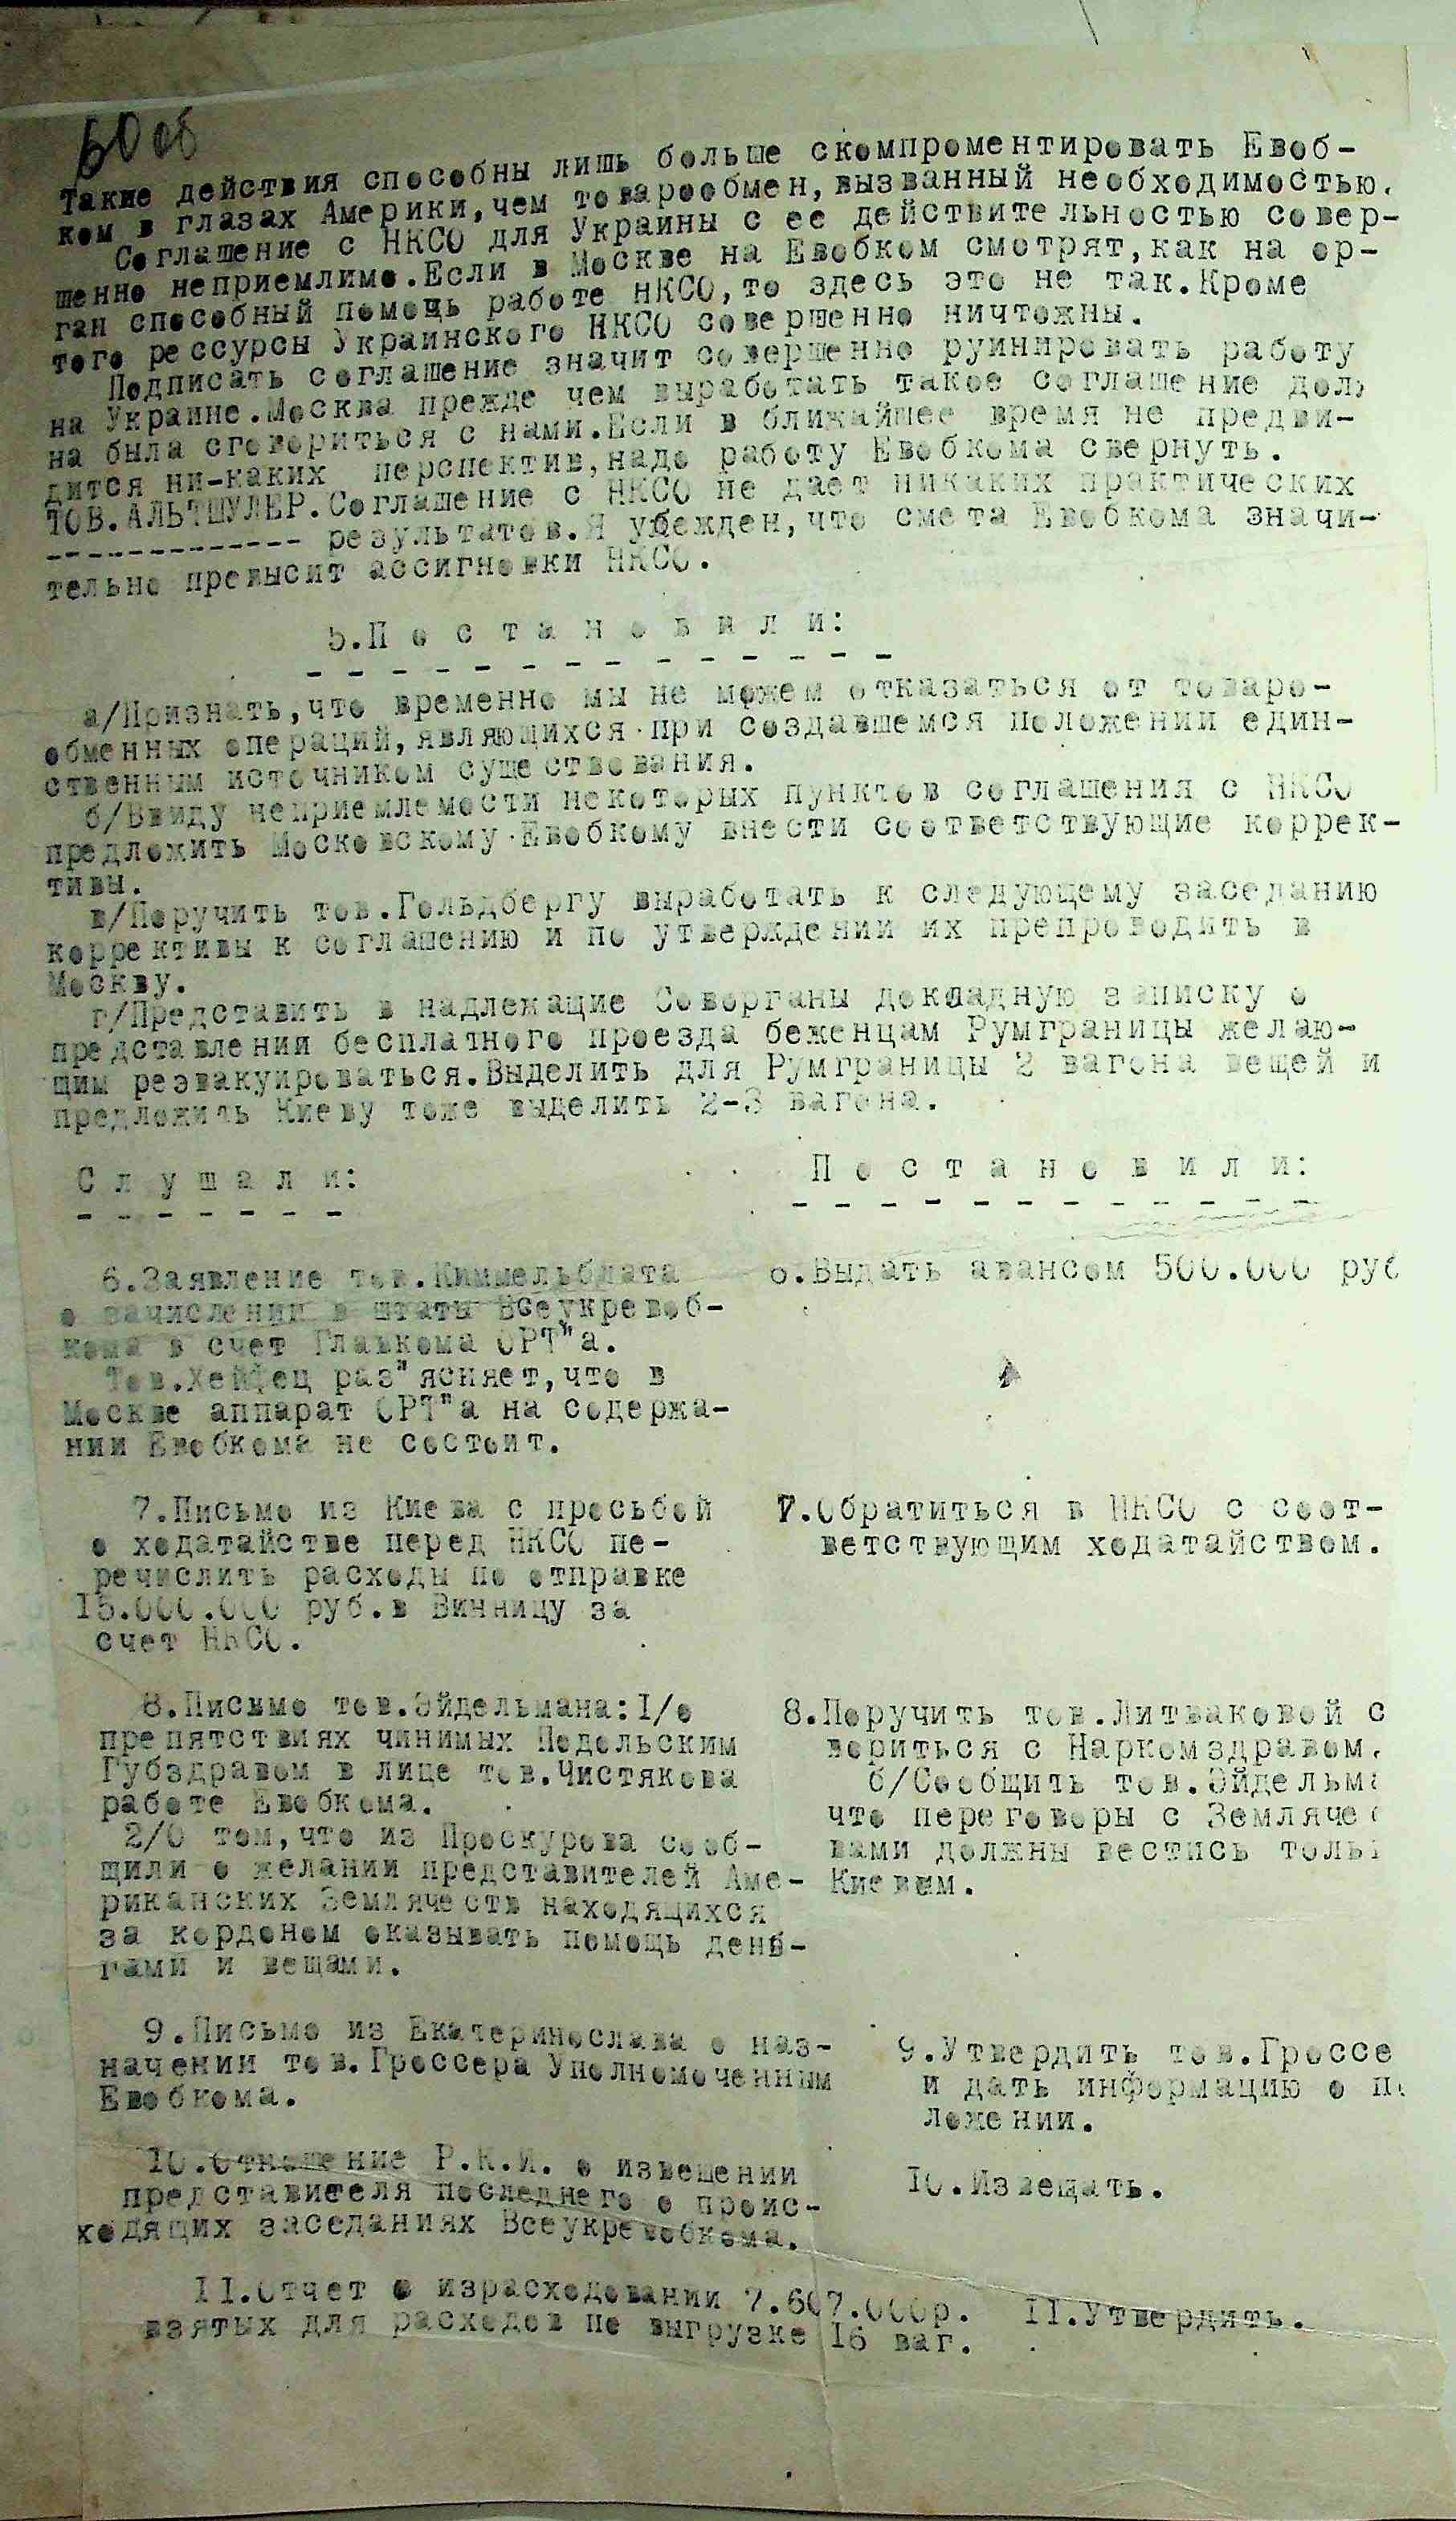 60 об
Такие действия способны лишь больше скомпроментировать Евоб-
ком в глазах Америки,чем товарообмен,вызванный необходимостью.
Соглашение с НКСО для Украины с ее действительностью совер-
шенно неприемлимо.Если в Москве на Евобком смотрят,как на ор-
ган способный помощь работе НКСО,то здесь это не так.Кроме
того рессурсы Украинского НКСО совершенно ничтожны.
Подписать соглашение значит совершенно руинировать работу
на Украине.Москва прежде чем выработать такое соглашение дол
на была сговориться с нами.Если в ближайшее время не предви-
дится ни-каких перспектив,надо работу Евобкома свернуть.
ТОВ.АЛЬТШУЛЕР.Соглашение с НКСО не дает никаких практических
------------- результатов.Я убежден,что смета Евобкома значи-
тельно превысит ассигновки НКСО.
5.П о с т а н о в и л и:
- - - - - - - - - - - - - - -
а/Признать,что временно мы не можем отказаться от товаро-
обменных операций,являющихся при создавшемся положении един-
ственным источником существования.
б/Ввиду неприемлемости некоторых пунктов соглашения с НКСО
предложить Московскому Евобкому внести соответствующие коррек-
тивы.
в/Поручить тов.Гольдбергу выработать к следующему заседанию
коррективы к соглашению и по утверждении их препроводить в
Москву.
г/Представить в надлежащие Соворганы докладную записку о
представлении бесплатного проезда беженцам Румграницы желаю-
щим реэвакуироваться.Выделить для Румграницы 2 вагона вещей и
предложить Киеву тоже выделить 2-3 вагона.
С л у ш а л и:
- - - - - - -
П о с т а н о в и л и:
- - - - - - - - - - - -
6.Заявление тов.Киммельблата
о зачислении в штаты Всеукревоб-
кома в счет Главкома ОРТ"а.
Тов.Хейфец раз"ясняет,что в
Москве аппарат ОРТ"а на содержа-
нии Евобкома не состоит.
6.Выдать авансом 500.000 руб
7.Письмо из Киева с просьбой
о ходатайстве перед НКСО пе-
речислить расходы по отправке
15.000.000 руб.в Винницу за
счет НКСО.
7.Обратиться в НКСО с соот-
ветствующим ходатайством.
8.Письмо тов.Эйдельмана:I/о
препятствиях чинимых Подольским
Губздравом в лице тов.Чистякова
работе Евобкома.
2/О том,что из Проскурова сооб-
щили о желании представителей Аме-
риканских Землячеств находящихся
за кордоном оказывать помощь день-
гами и вещами.
8.Поручить тов.Литваковой с
вориться с Наркомздравом.
б/Сообщить тов.Эйдельма
что переговоры с Землячес
вами должны вестись толь
Киевом.
9.Письмо из Екатеринослава о наз-
начении тов.Гроссера Уполномоченным
Евобкома.
9.Утвердить тов.Гроссе
и дать информацию о по
ложении.
10.Отношение Р.К.И. о извещении
представителя последнего о проис-
ходящих заседаниях Всеукревобкома.
10.Извещать.
II.Отчет о израсходовании 7.607.000р.
взятых для расходов по выгрузке 16 ваг.
II.Утвердить.